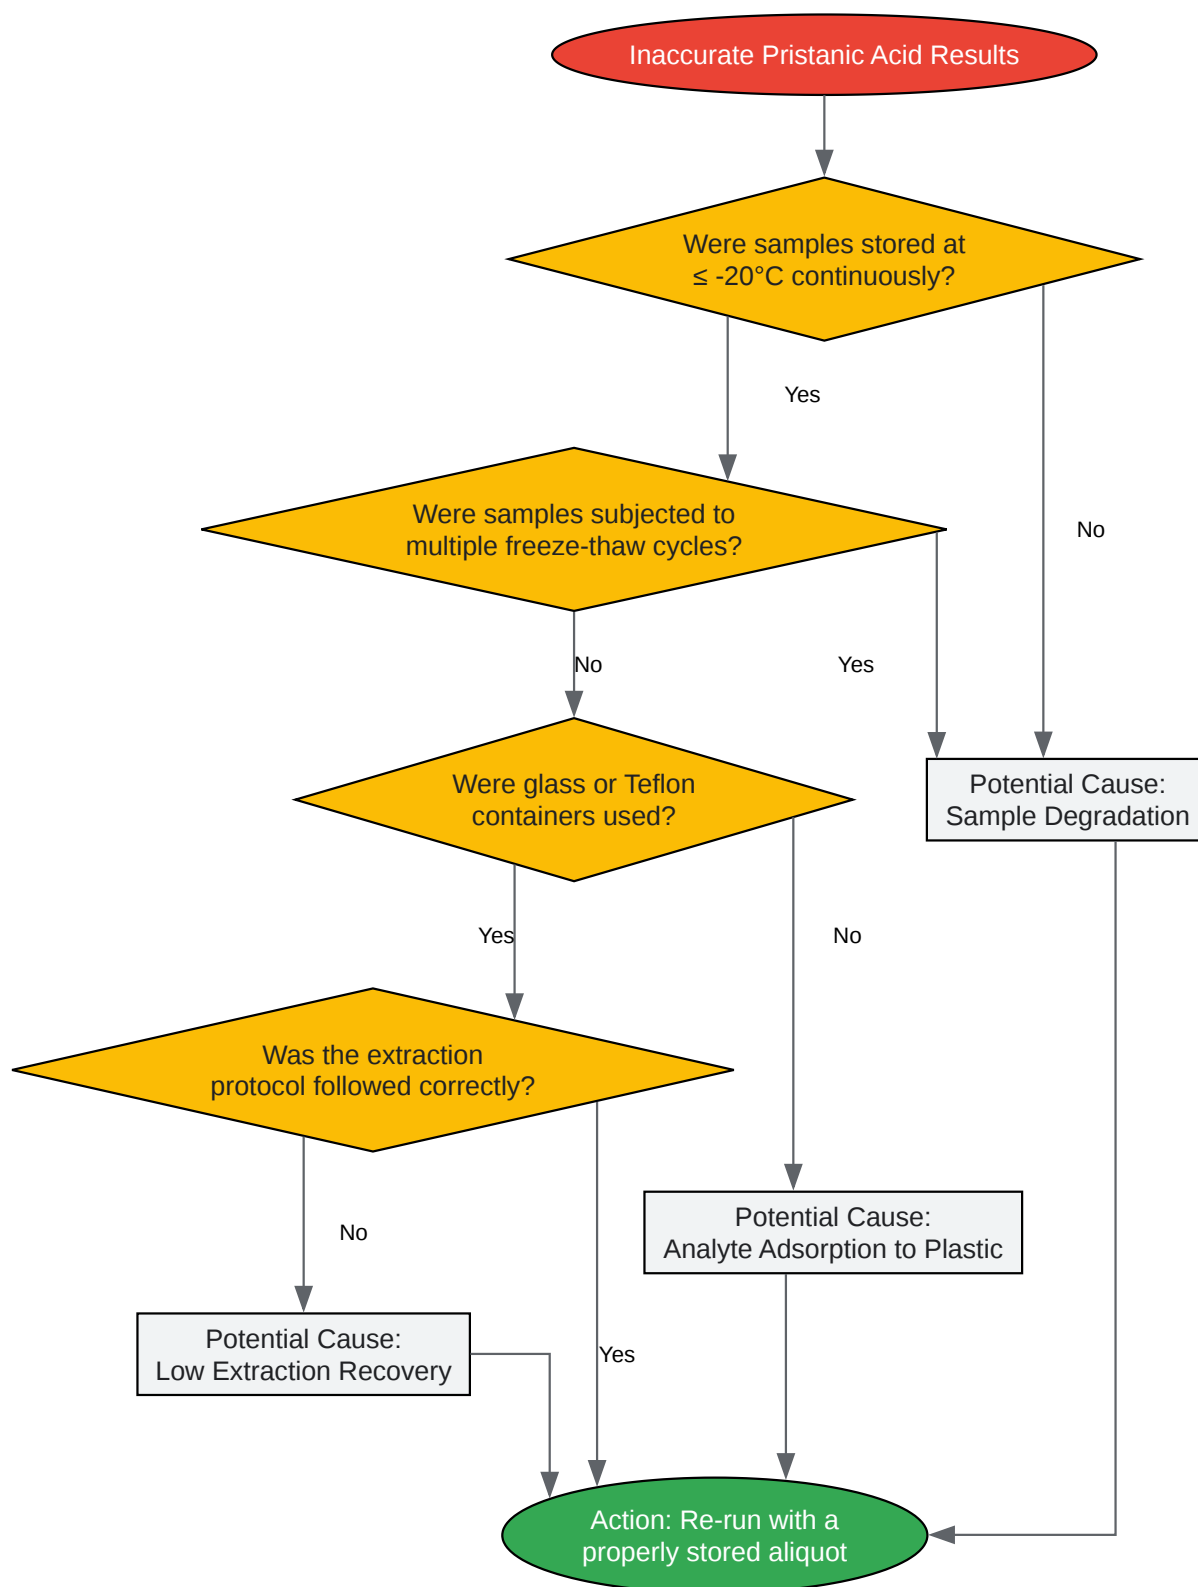 Inaccurate Pristanic Acid Results
Were samples stored at
≤ -20°C continuously?
Yes
Were samples subjected to
multiple freeze-thaw cycles?
No
No
Yes
Were glass or Teflon
containers used?
Potential Cause:
Sample Degradation
Yes
No
Was the extraction
protocol followed correctly?
No
Potential Cause:
Analyte Adsorption to Plastic
Potential Cause:
Low Extraction Recovery
Yes
Action: Re-run with a
properly stored aliquot